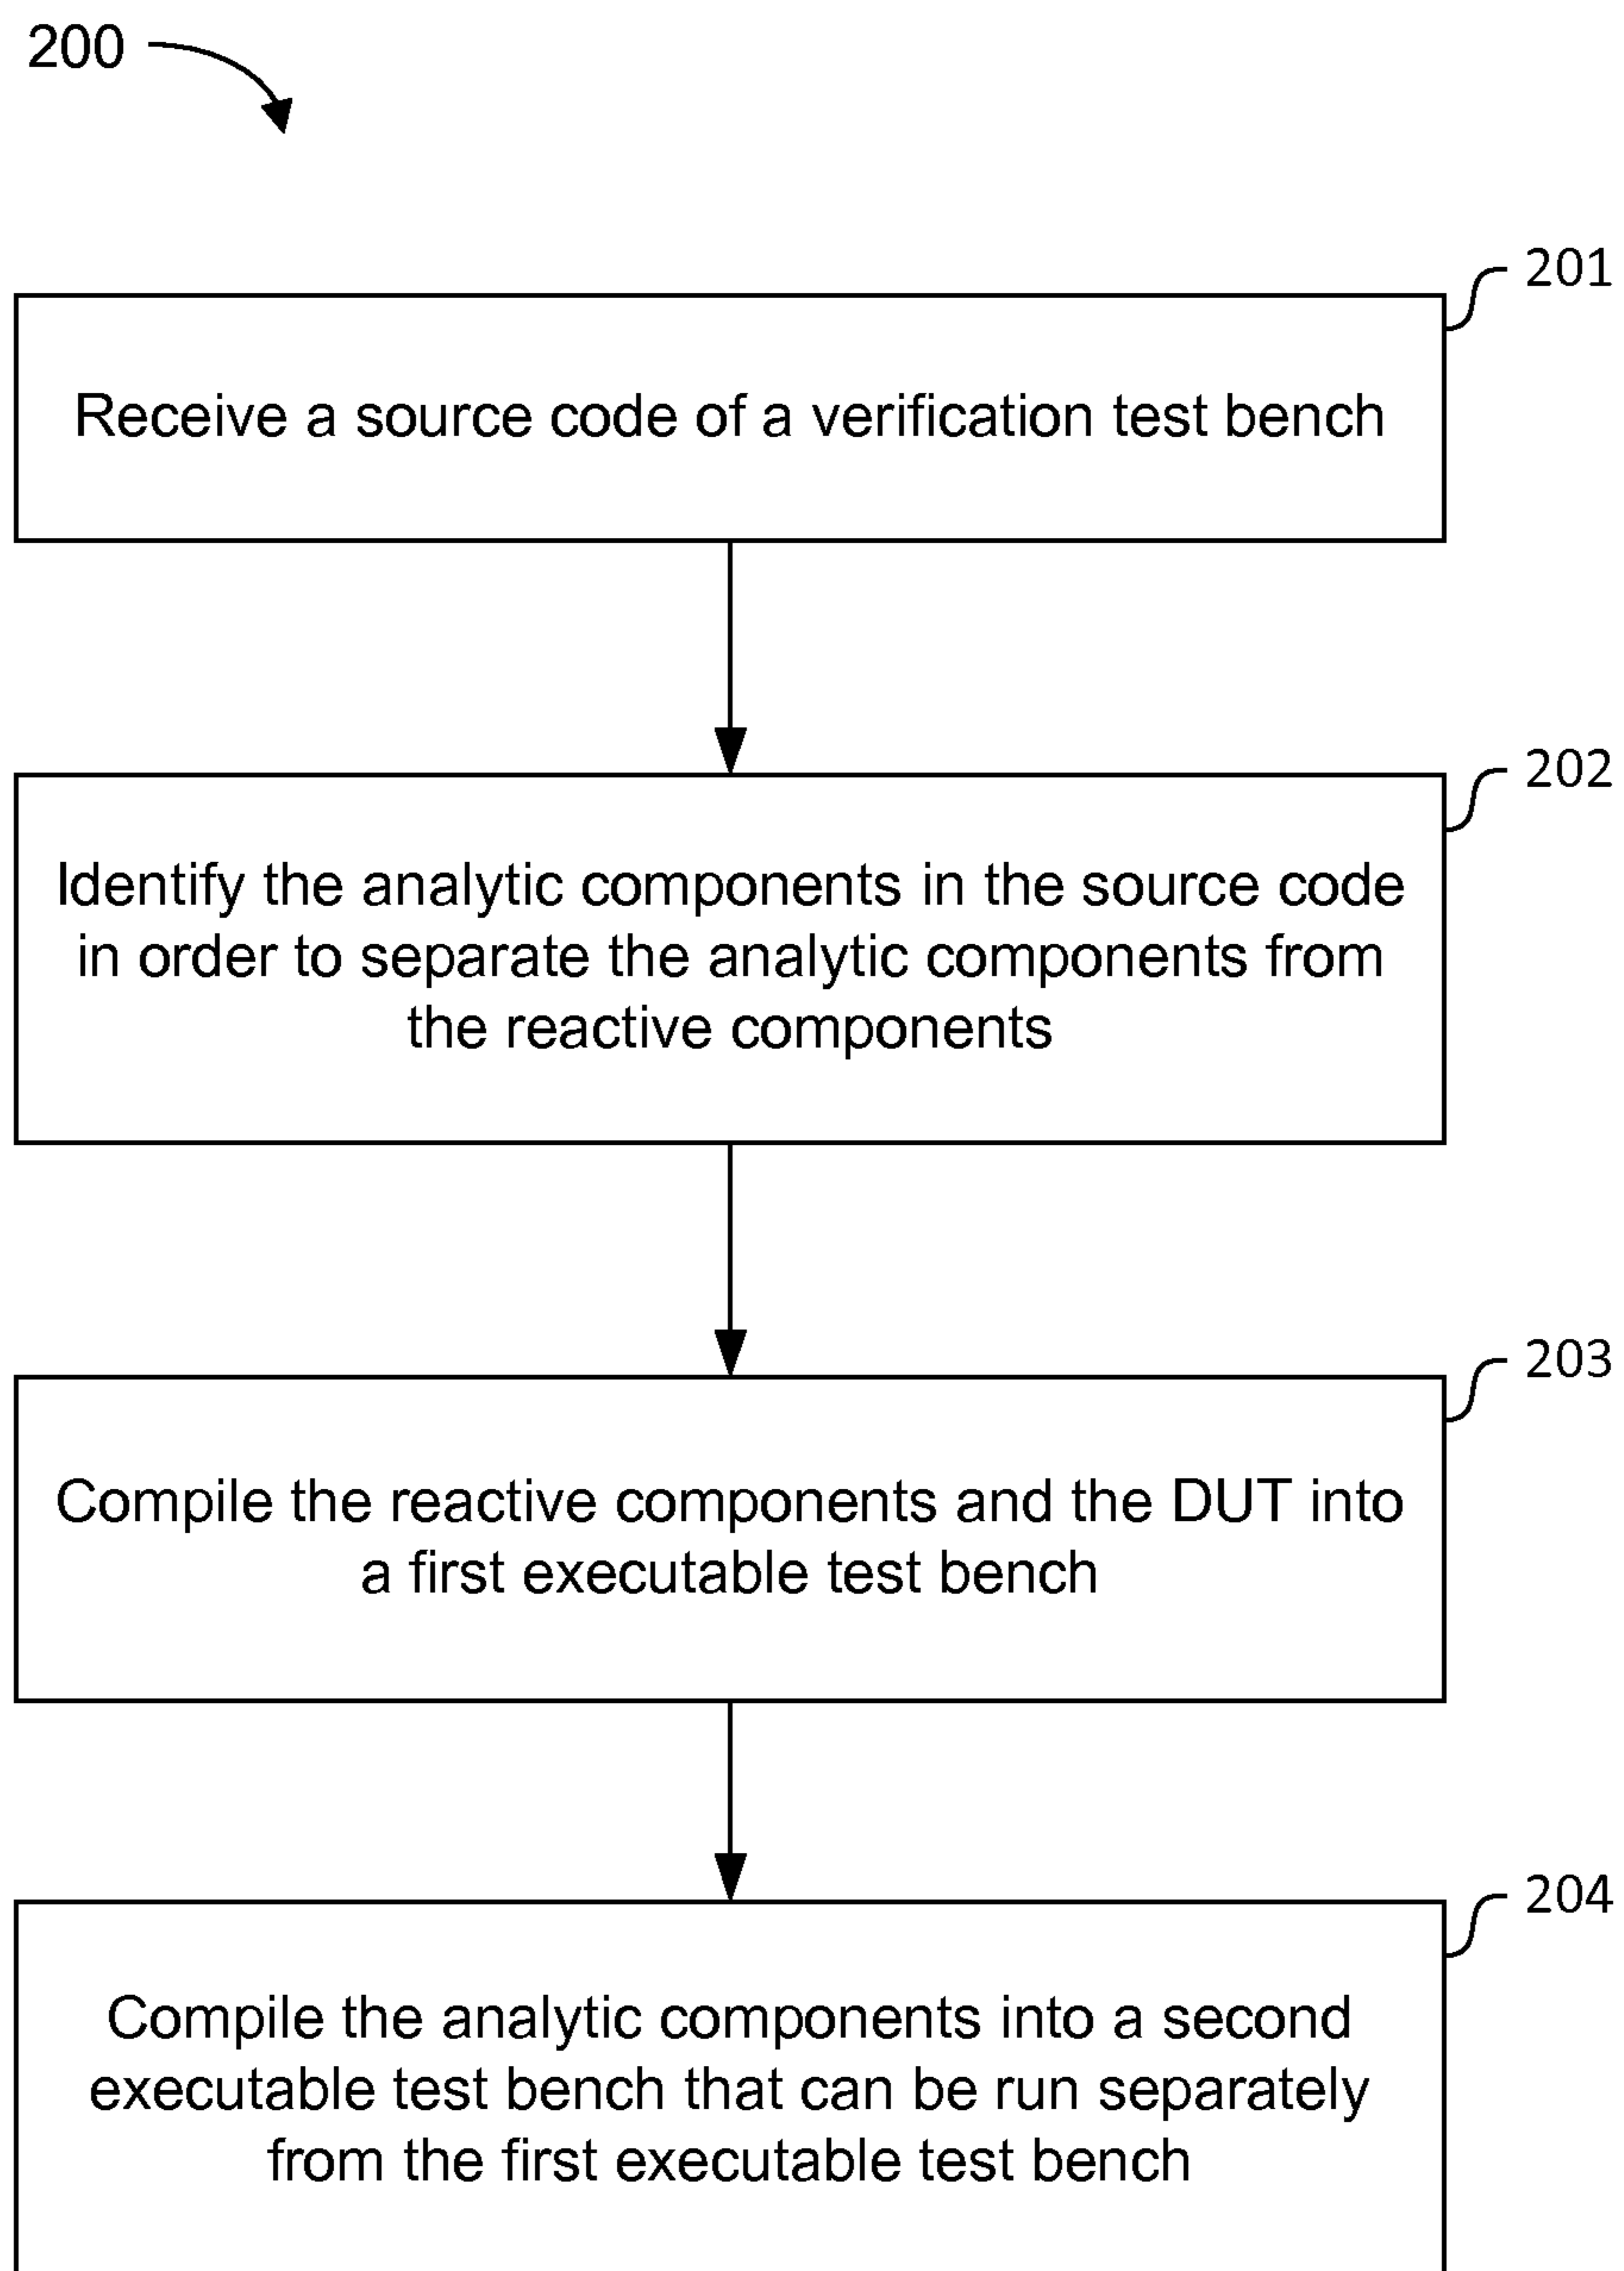 200
201
Receive a source code of a verification test bench
202
Identify the analytic components in the source code
in order to separate the analytic components from
the reactive components
203
Compile the reactive components and the DUT into
a first executable test bench
204
Compile the analytic components into a second
executable test bench that can be run separately
from the first executable test bench